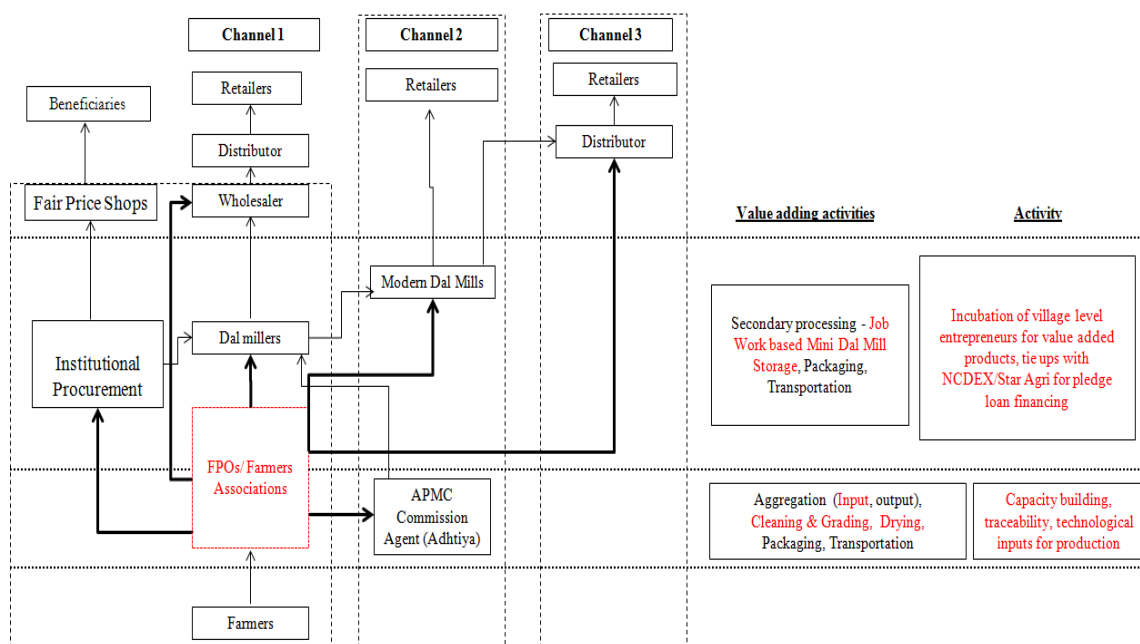 Channel 1
Channel 2
Channel 3
Retailers
Retailers
Retailers
Beneficiaries
Distributor
Distributor
Fair Price Shops
Wholesaler
Value adding activities
Activity
Modern Dal Mills
Dal millers
Institutional
Procurement
Secondary processing - Job
Work based Mini Dal Mill
Storage, Packaging,
Transportation
Incubation of village level
entrepreneurs for value added
products, tie ups with
NCDEX/Star Agri for pledge
loan financing
FPOs/ Farmers
Associations
APMC
Commission
Agent (Adhtiya)
Aggregation (Input, output),
Cleaning & Grading, Drying,
Packaging, Transportation
Capacity building,
traceability, technological
inputs for production
Farmers